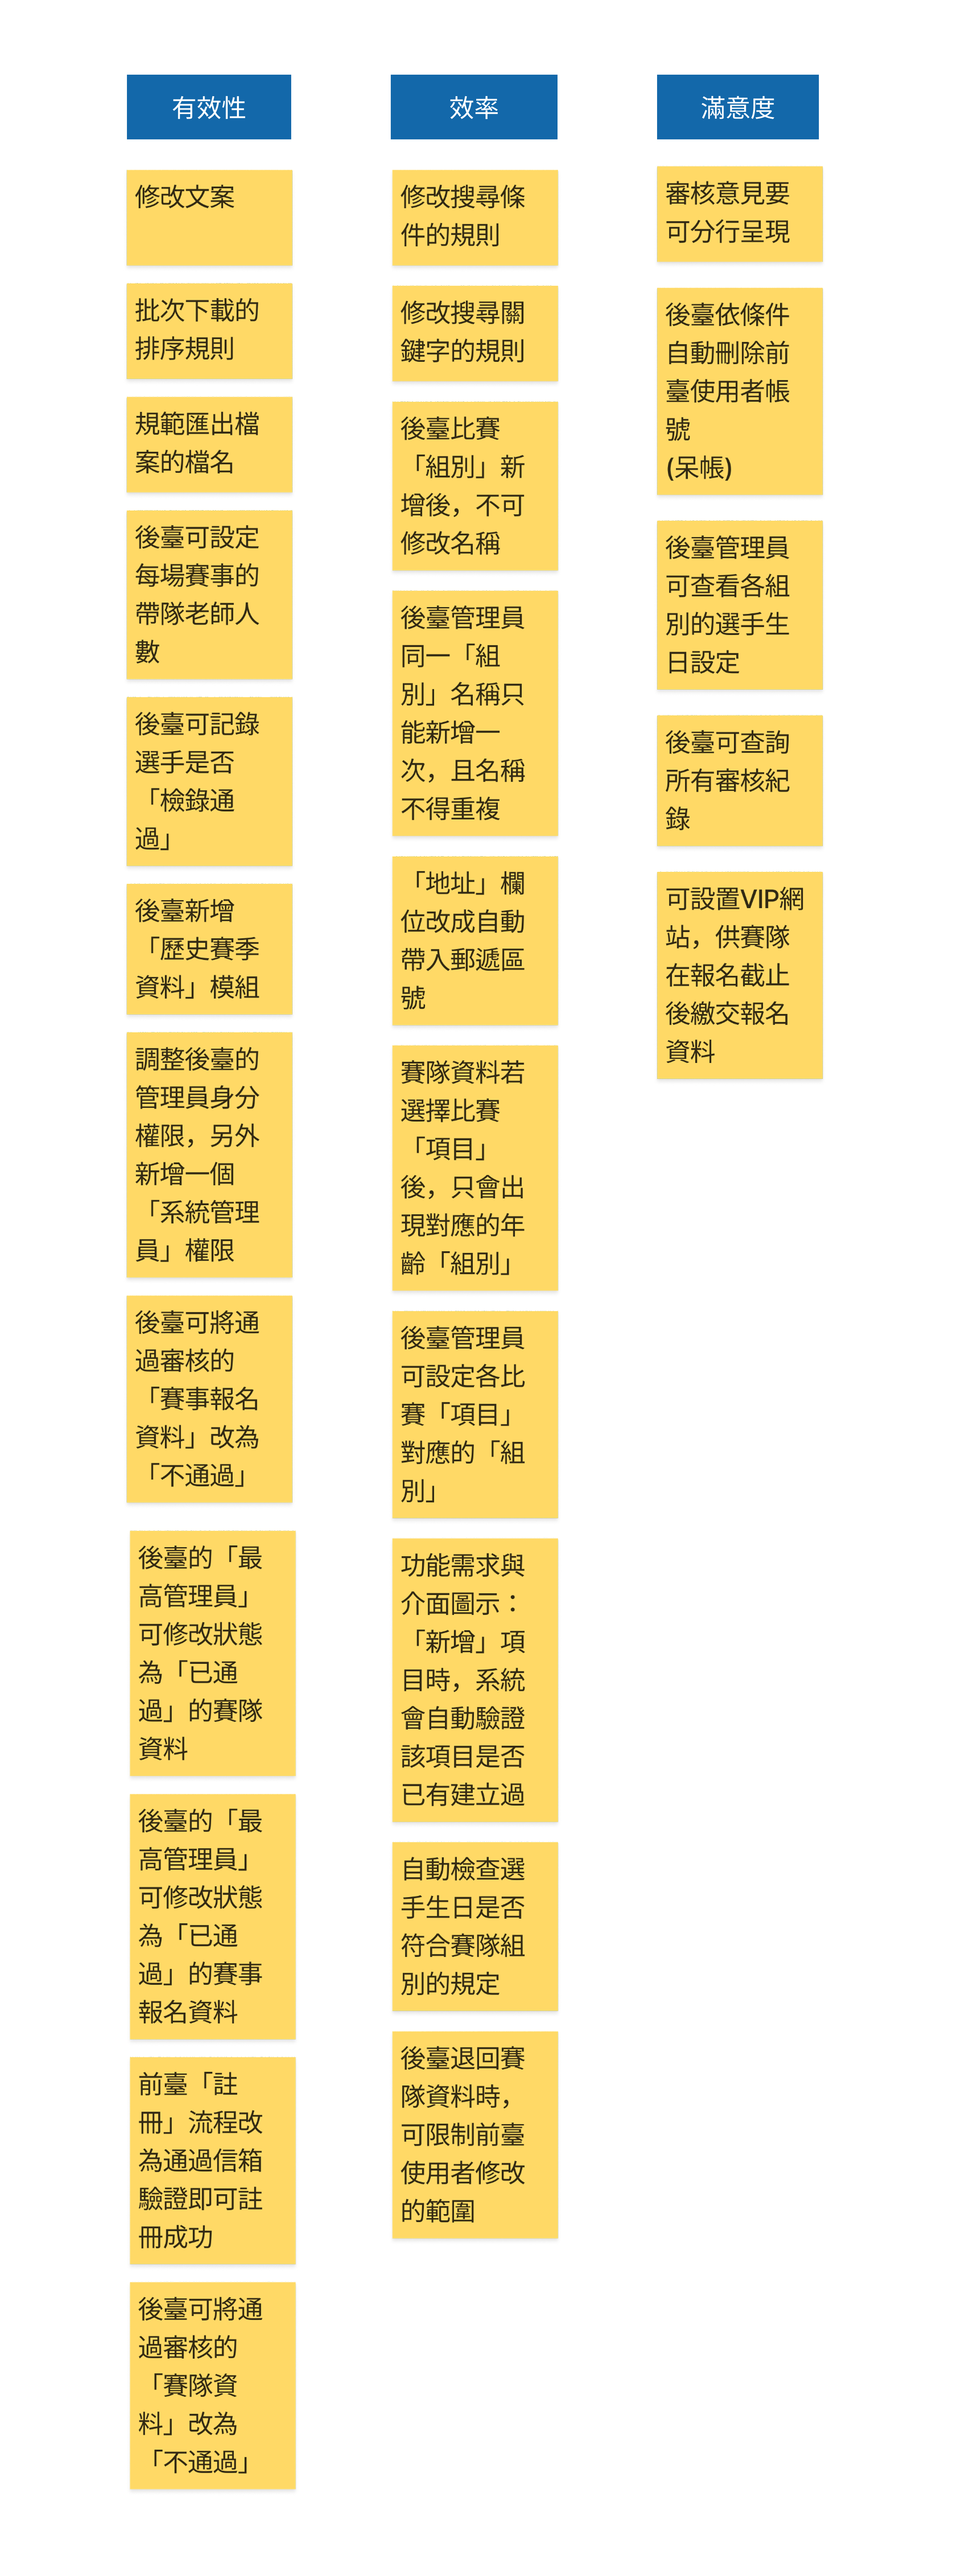 有效性
修改文案
批次下載的
排序規則
規範匯出檔
案的檔名
後臺可設定
每場賽事的
帶隊老師人
數
後臺可記錄
選手是否
「檢錄通
過」
後臺新增
「歷史賽季
資料」模組
調整後臺的
管理員身分
權限，另外
新增一個
「系統管理
員」權限
後臺可將通
過審核的
「賽事報名
資料」改為
「不通過」
後臺的「最
高管理員」
可修改狀態
為「已通
過」的賽隊
資料
後臺的「最
高管理員」
可修改狀態
為「已通
過」的賽事
報名資料
前臺「註
冊」流程改
為通過信箱
驗證即可註
冊成功
後臺可將通
過審核的
「賽隊資
料」改為
「不通過」
效率
修改搜尋條
件的規則
修改搜尋關
鍵字的規則
後臺比賽
「組別」新
增後，不可
修改名稱
後臺管理員
同一「組
別」名稱只
能新增一
次，且名稱
不得重複
「地址」欄
位改成自動
帶入郵遞區
號
賽隊資料若
選擇比賽
「項目」
後，只會出
現對應的年
齡「組別」
後臺管理員
可設定各比
賽「項目」
對應的「組
別」
功能需求與
介面圖示：
「新增」項
目時，系統
會自動驗證
該項目是否
已有建立過
自動檢查選
手生日是否
符合賽隊組
別的規定
後臺退回賽
隊資料時，
可限制前臺
使用者修改
的範圍
滿意度
審核意見要
可分行呈現
後臺依條件
自動刪除前
臺使用者帳
號
(呆帳)
後臺管理員
可查看各組
別的選手生
日設定
後臺可查詢
所有審核紀
錄
可設置VIP網
站，供賽隊
在報名截止
後繳交報名
資料